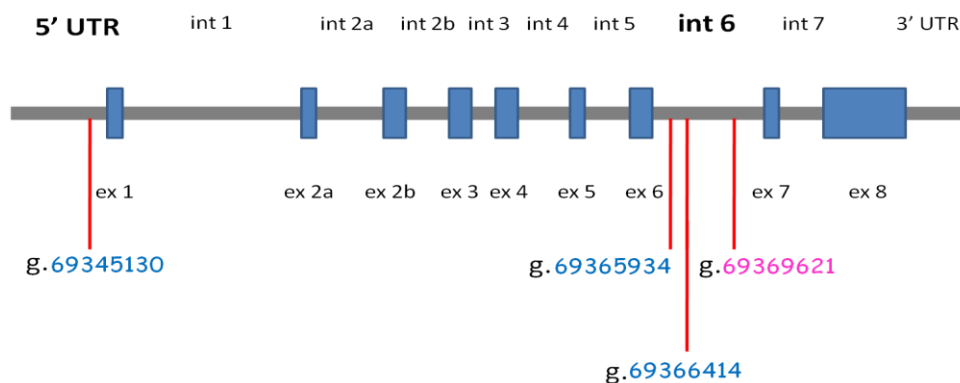 5’ UTR int 1 int 2a int 2b int 3 int 4 int 5 int 6 int 7 3’ UTR
ex 1 ex 2a ex 2b ex 3 ex 4 ex 5 ex 6 ex 7 ex 8
g.69345130 g.69365934 g.69369621
g.69366414